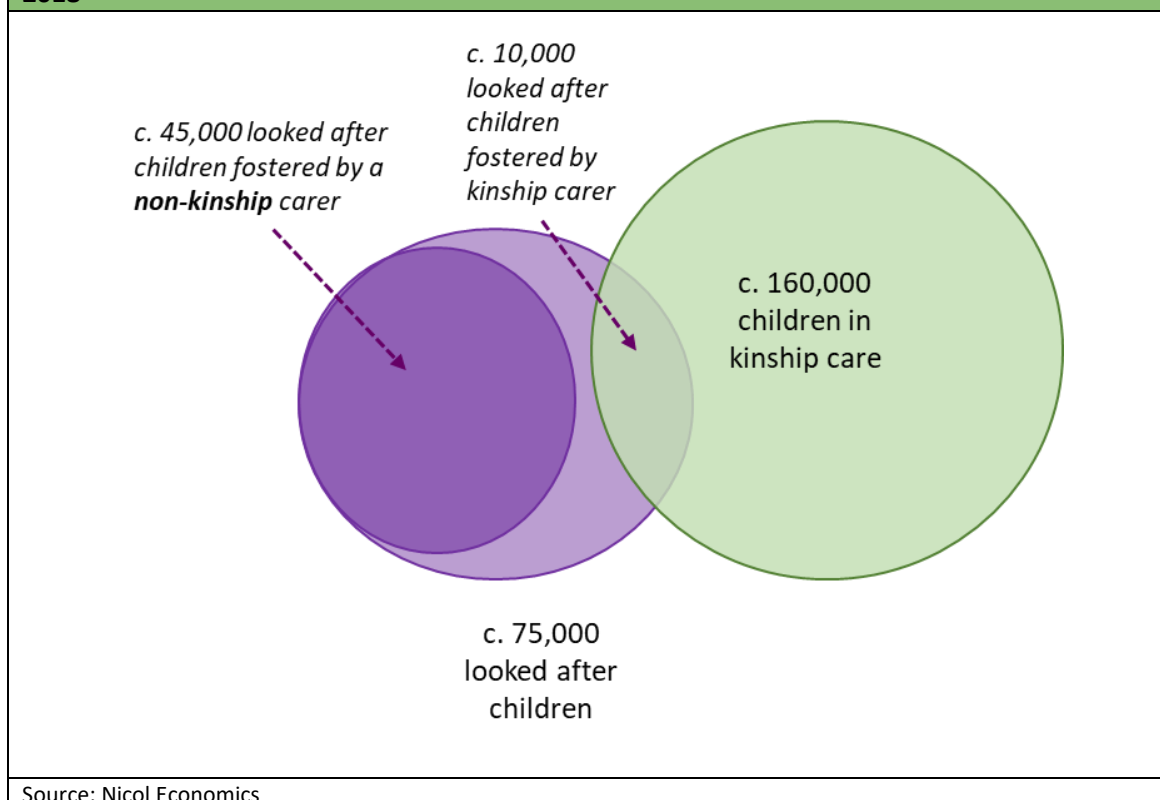 c. 10,000
looked after
children
fostered by
kinship carer
c. 45,000 looked after
children fostered by a
non-kinship carer
c. 160,000
children in
kinship care
c. 75,000
looked after
children
Source: Nicol Economics